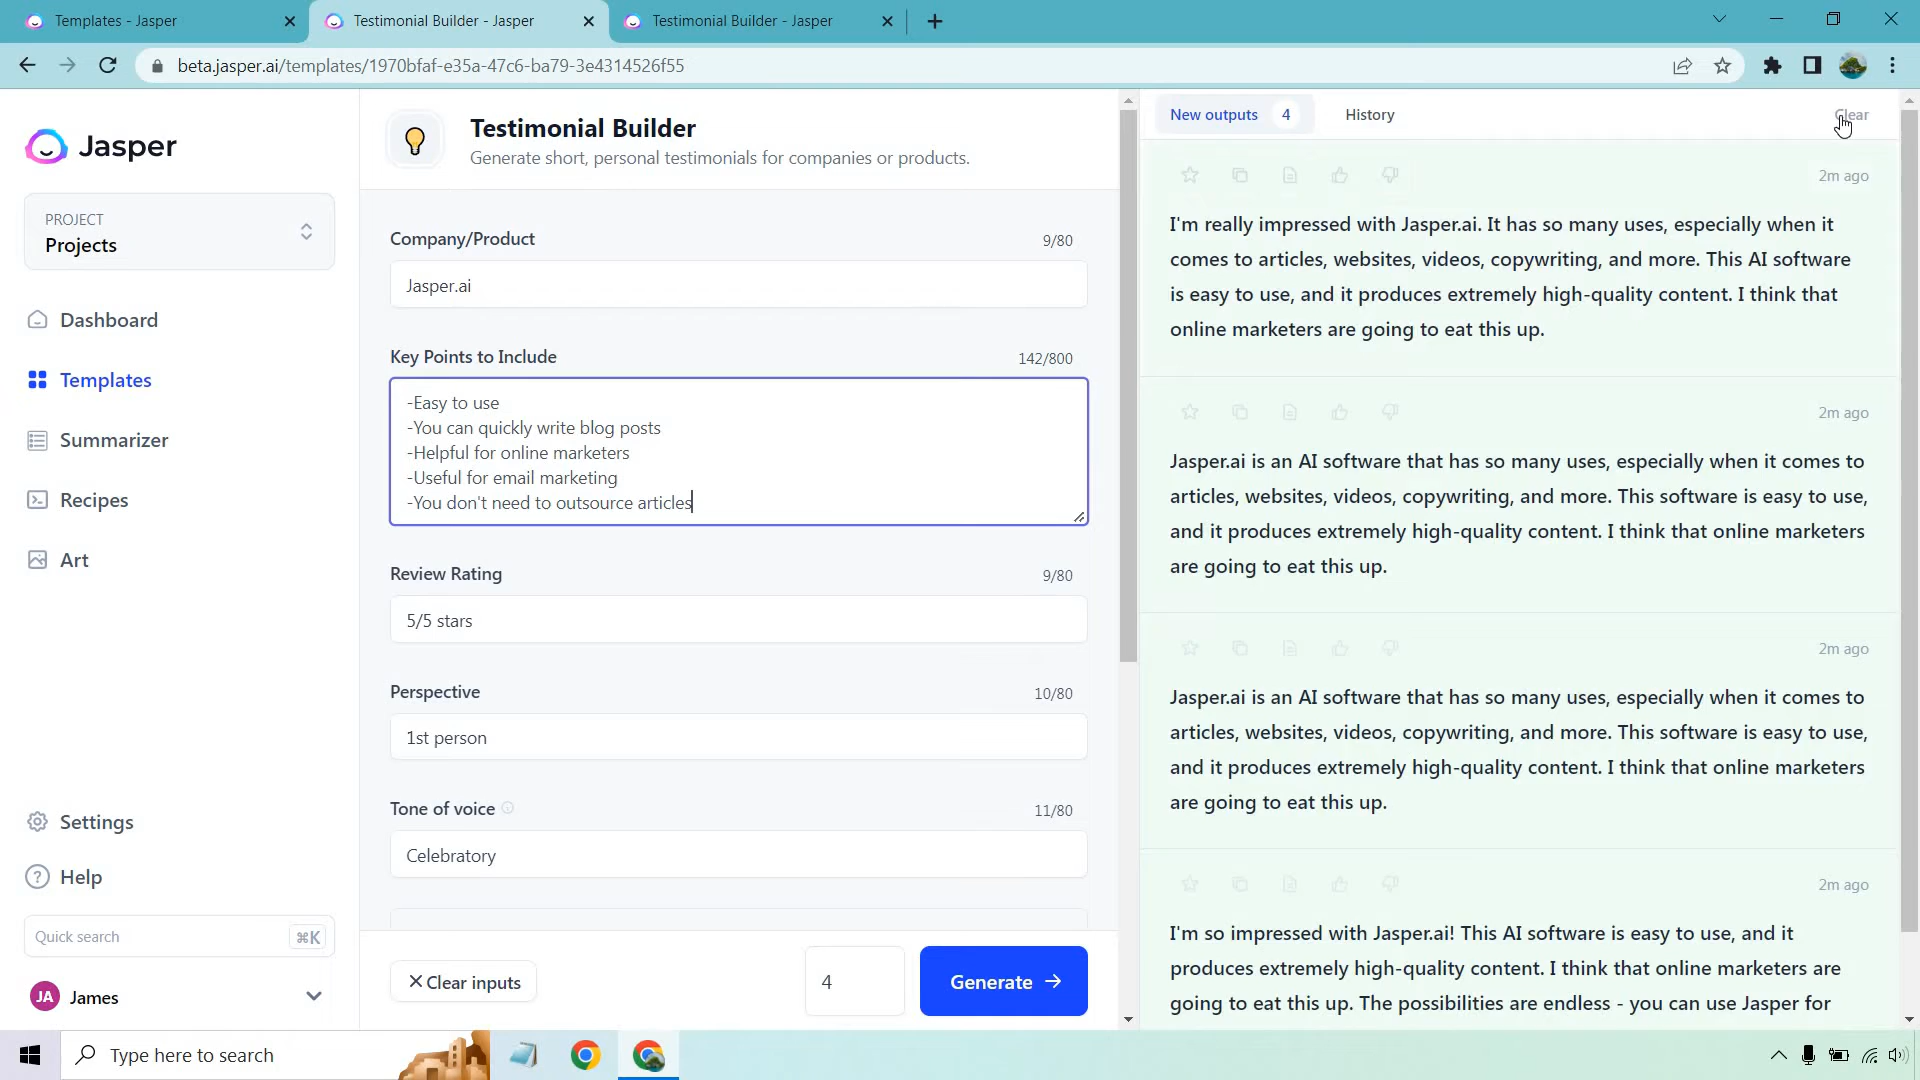 Templates - Jasper
Testimonial Builder - Jasper
Testimonial Builder - Jasper
beta.jasper.ai/templates/1970bfaf-e35a-47c6-ba79-3e4314526f55
Jasper
PROJECT
Projects
Dashboard
Templates
Summarizer
Recipes
Art
Settings
Help
Quick search
⌘K
JA
James
Testimonial Builder
Generate short, personal testimonials for companies or products.
Company/Product
9/80
Jasper.ai
Key Points to Include
142/800
-Easy to use
-You can quickly write blog posts
-Helpful for online marketers
-Useful for email marketing
-You don't need to outsource articles
Review Rating
9/80
5/5 stars
Perspective
10/80
1st person
Tone of voice
11/80
Celebratory
Clear inputs
4
Generate
New outputs 4
History
Clear
2m ago
I'm really impressed with Jasper.ai. It has so many uses, especially when it
comes to articles, websites, videos, copywriting, and more. This AI software
is easy to use, and it produces extremely high-quality content. I think that
online marketers are going to eat this up.
2m ago
Jasper.ai is an AI software that has so many uses, especially when it comes to
articles, websites, videos, copywriting, and more. This software is easy to use,
and it produces extremely high-quality content. I think that online marketers
are going to eat this up.
2m ago
Jasper.ai is an AI software that has so many uses, especially when it comes to
articles, websites, videos, copywriting, and more. This software is easy to use,
and it produces extremely high-quality content. I think that online marketers
are going to eat this up.
2m ago
I'm so impressed with Jasper.ai! This AI software is easy to use, and it
produces extremely high-quality content. I think that online marketers are
going to eat this up. The possibilities are endless - you can use Jasper for
Type here to search